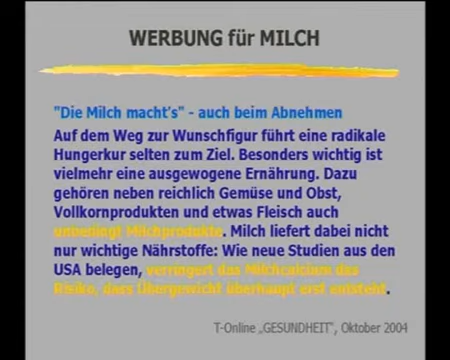 WERBUNG für MILCH
"Die Milch macht's" - auch beim Abnehmen
Auf dem Weg zur Wunschfigur führt eine radikale
Hungerkur selten zum Ziel. Besonders wichtig ist
vielmehr eine ausgewogene Ernährung. Dazu
gehören neben reichlich Gemüse und Obst,
Vollkornprodukten und etwas Fleisch auch
unbedingt Milchprodukte. Milch liefert dabei nicht
nur wichtige Nährstoffe: Wie neue Studien aus den
USA belegen, verringert das Milchcalcium das
Risiko, dass Übergewicht überhaupt erst entsteht.
T-Online „GESUNDHEIT", Oktober 2004